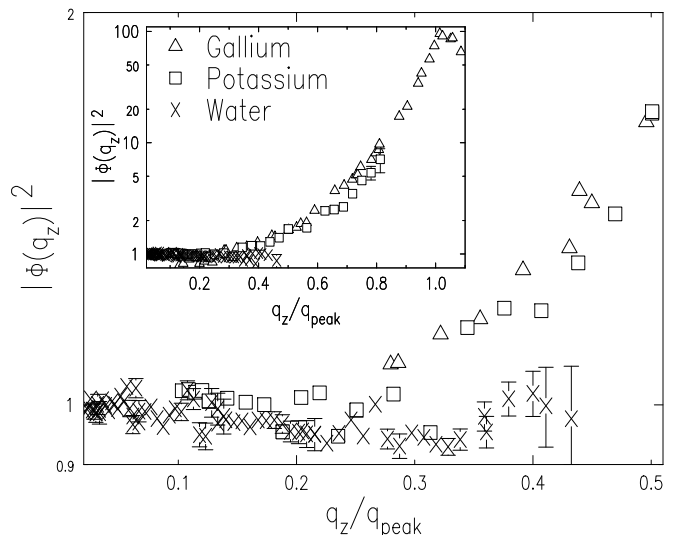 2
1
0.9
|Φ(q_z)|²
0.1 0.2 0.3 0.4 0.5
q_z/q_peak
100
50
20
10
5
2
1
|Φ(q_z)|²
Gallium
Potassium
Water
0.2 0.4 0.6 0.8 1.0
q_z/q_peak